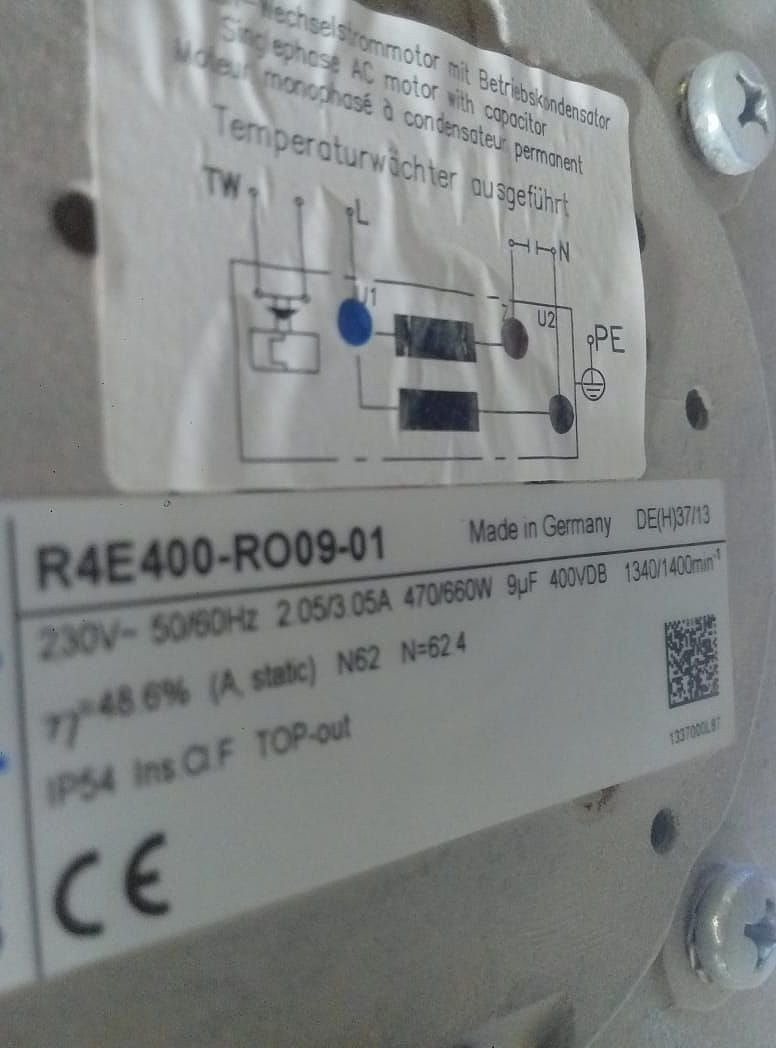 -Wechselstrommotor mit Betriebskondensator
Singlephase AC motor with capacitor
Moteur monophasé à condensateur permanent
Temperaturwächter ausgeführt
TW L N
U1 Z U2
PE
R4E400-RO09-01 Made in Germany DE(H)37/13
230V~ 50/60Hz 2.05/3.05A 470/660W 9µF 400VDB 1340/1400min⁻¹
η=48.6% (A, static) N62 N=62.4
IP54 Ins.Cl.F TOP-out
1337000L87
CE